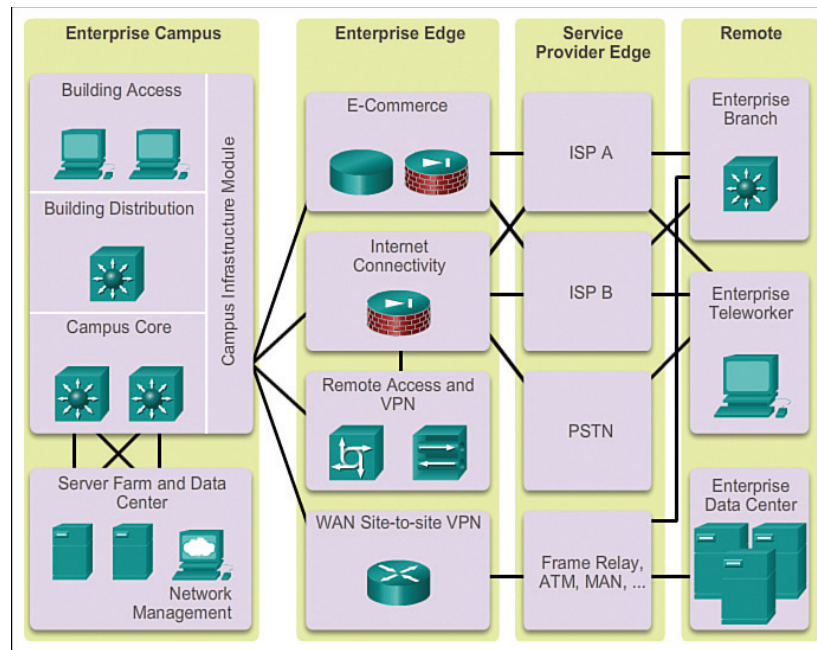 Enterprise Campus
Building Access
Building Distribution
Campus Core
Campus Infrastructure Module
Server Farm and Data
Center
Network
Management
Enterprise Edge
E-Commerce
Internet
Connectivity
Remote Access and
VPN
WAN Site-to-site VPN
Service
Provider Edge
ISP A
ISP B
PSTN
Frame Relay,
ATM, MAN, ...
Remote
Enterprise
Branch
Enterprise
Teleworker
Enterprise
Data Center